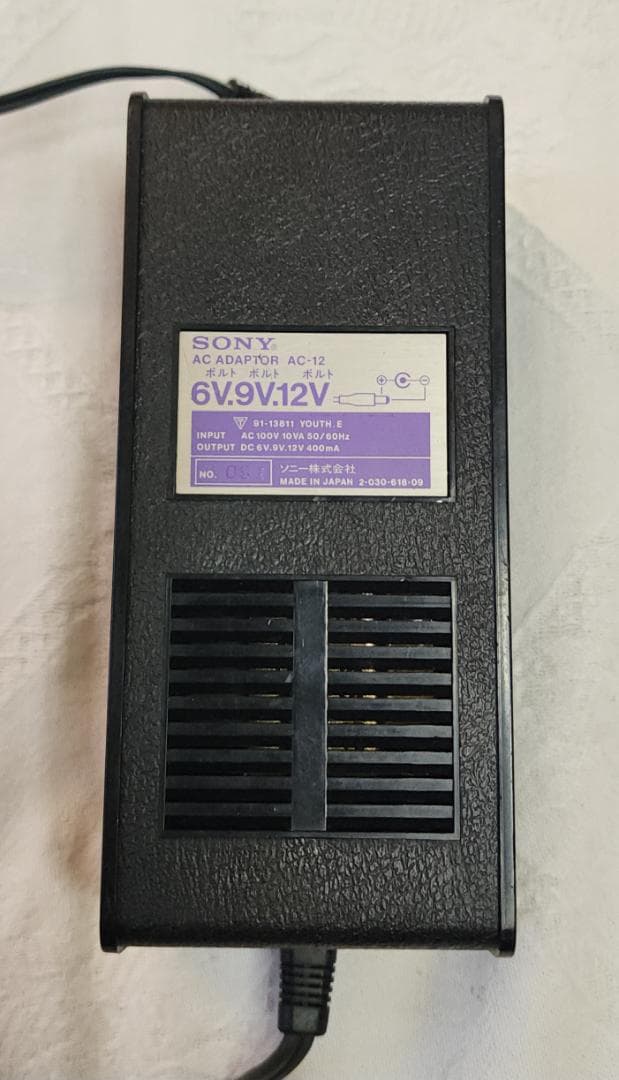 SONY®
AC ADAPTOR AC-12
ボルト ボルト ボルト
6V.9V.12V
91-13811 YOUTH.E
INPUT AC 100V 10VA 50/60Hz
OUTPUT DC 6V.9V.12V 400mA
NO.
ソニー株式会社
MADE IN JAPAN 2-030-618-09